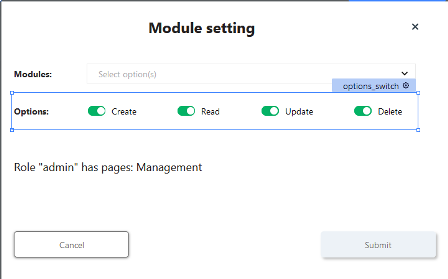 Module setting
Modules: Select option(s)
options_switch
Options: Create Read Update Delete
Role "admin" has pages: Management
Cancel Submit